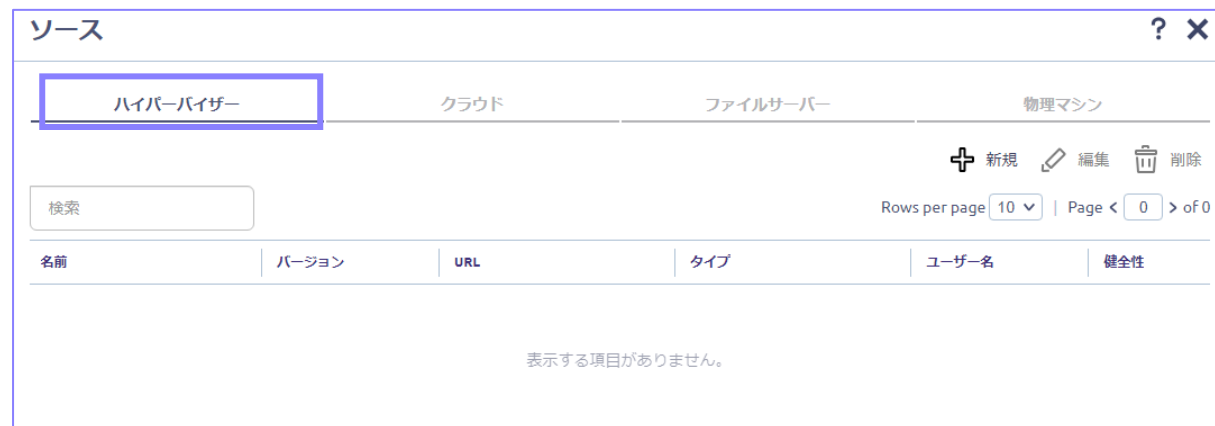 ソース ?
ハイパーバイザー クラウド ファイルサーバー 物理マシン
新規 編集 削除
検索 Rows per page 10 | Page < 0 > of 0
名前 バージョン URL タイプ ユーザー名 健全性
表示する項目がありません。